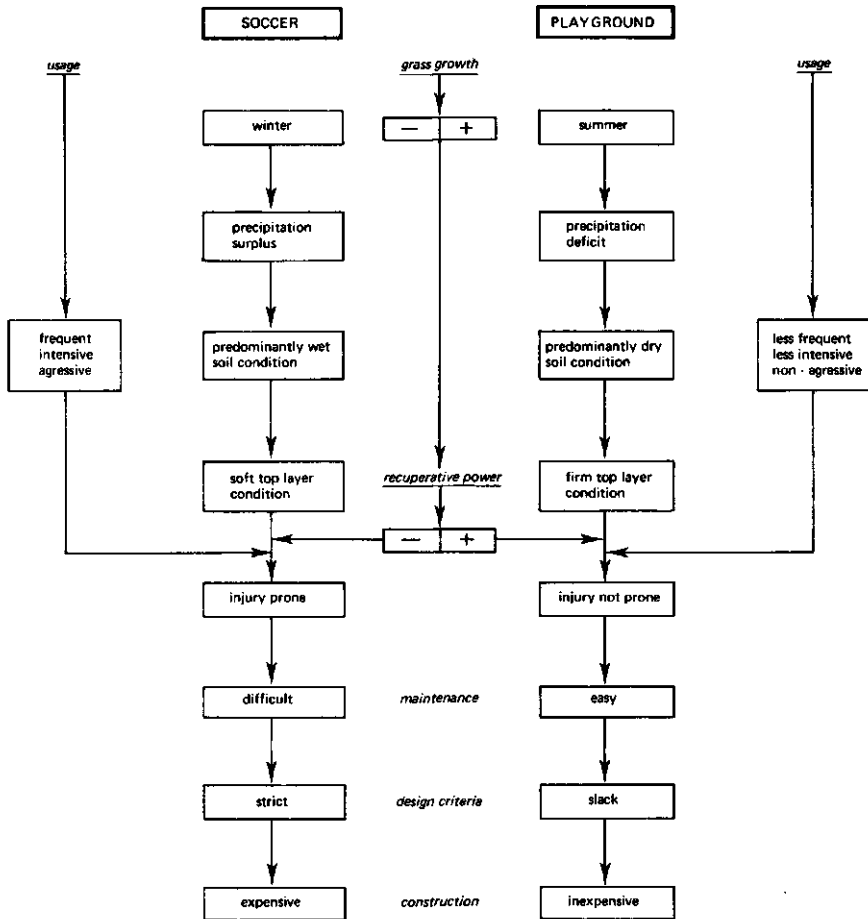 SOCCER
PLAYGROUND
usage
grass growth
usage
winter
— +
summer
precipitation
surplus
precipitation
deficit
frequent
intensive
agressive
predominantly wet
soil condition
predominantly dry
soil condition
less frequent
less intensive
non - agressive
soft top layer
condition
recuperative power
firm top layer
condition
— +
injury prone
injury not prone
difficult
maintenance
easy
strict
design criteria
slack
expensive
construction
inexpensive